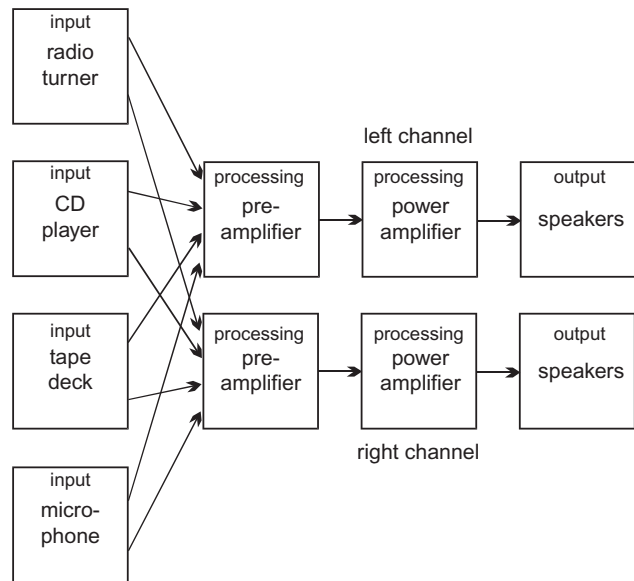 input
radio
turner
input
CD
player
input
tape
deck
input
micro-
phone
left channel
processing
pre-
amplifier
processing
power
amplifier
output
speakers
processing
pre-
amplifier
processing
power
amplifier
output
speakers
right channel